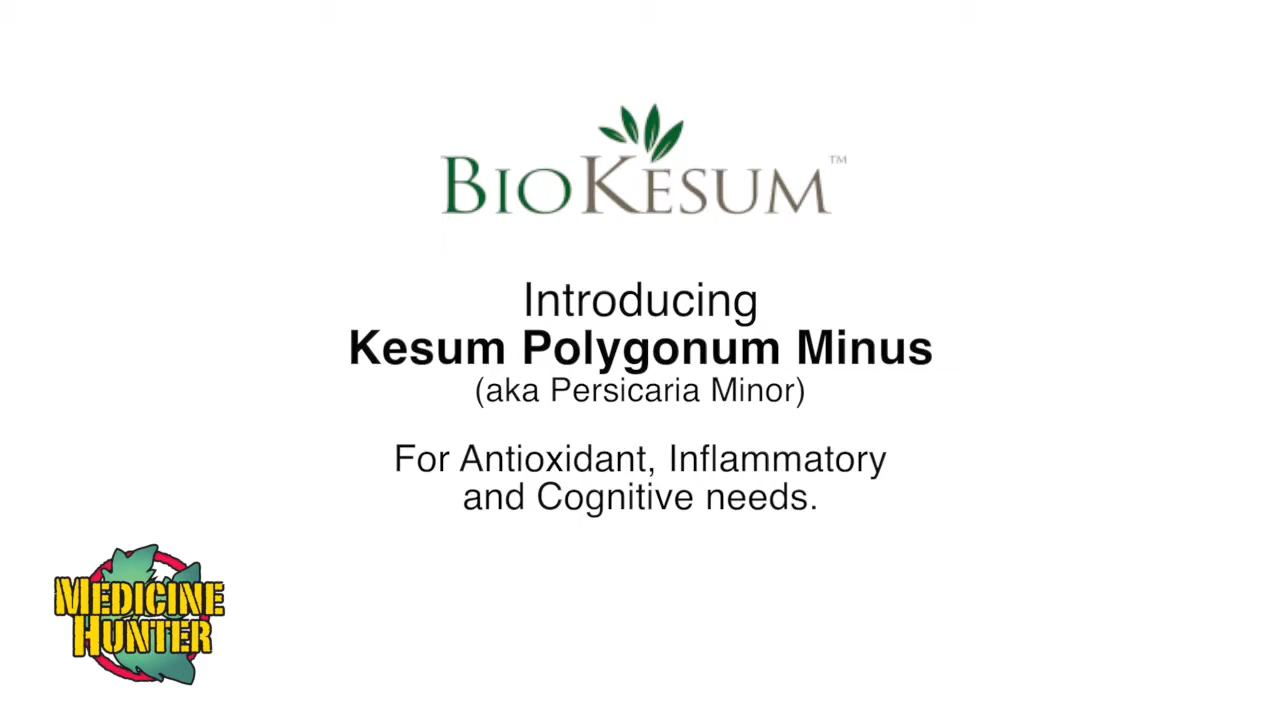 BIOKESUM™
Introducing
Kesum Polygonum Minus
(aka Persicaria Minor)
For Antioxidant, Inflammatory
and Cognitive needs.
MEDICINE
HUNTER